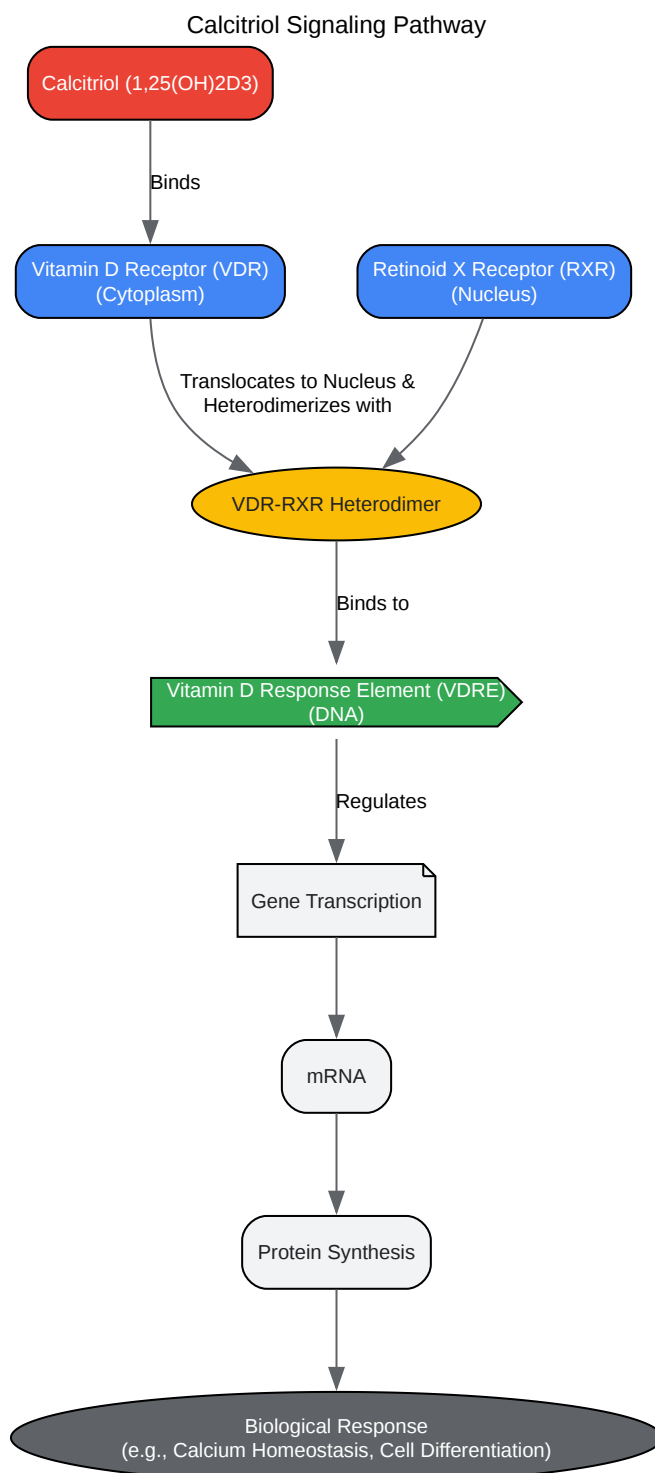 Calcitriol Signaling Pathway
Calcitriol (1,25(OH)2D3)
Binds
Vitamin D Receptor (VDR)
(Cytoplasm)
Retinoid X Receptor (RXR)
(Nucleus)
Translocates to Nucleus &
Heterodimerizes with
VDR-RXR Heterodimer
Binds to
Vitamin D Response Element (VDRE)
(DNA)
Regulates
Gene Transcription
mRNA
Protein Synthesis
Biological Response
(e.g., Calcium Homeostasis, Cell Differentiation)